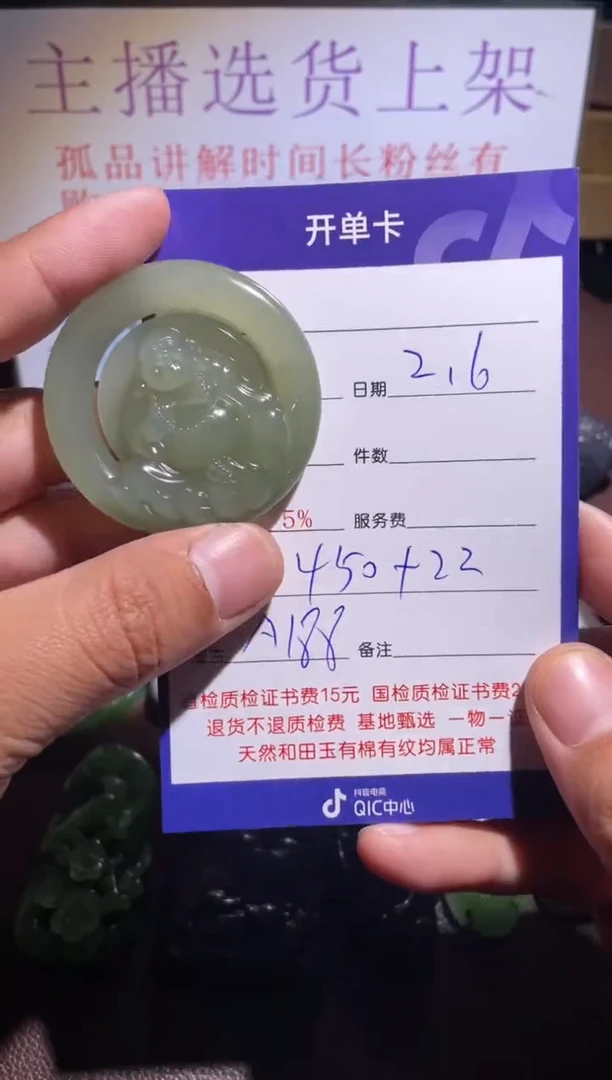 主播选货上架
孤品讲解时间长粉丝有
开单卡
日期 2.6
件数
5% 服务费
450+22
A188 备注
检质检证书费15元 国检质检证书费2
退货不退质检费 基地甄选 一物一证
天然和田玉有棉有纹均属正常
抖音电商
QIC中心